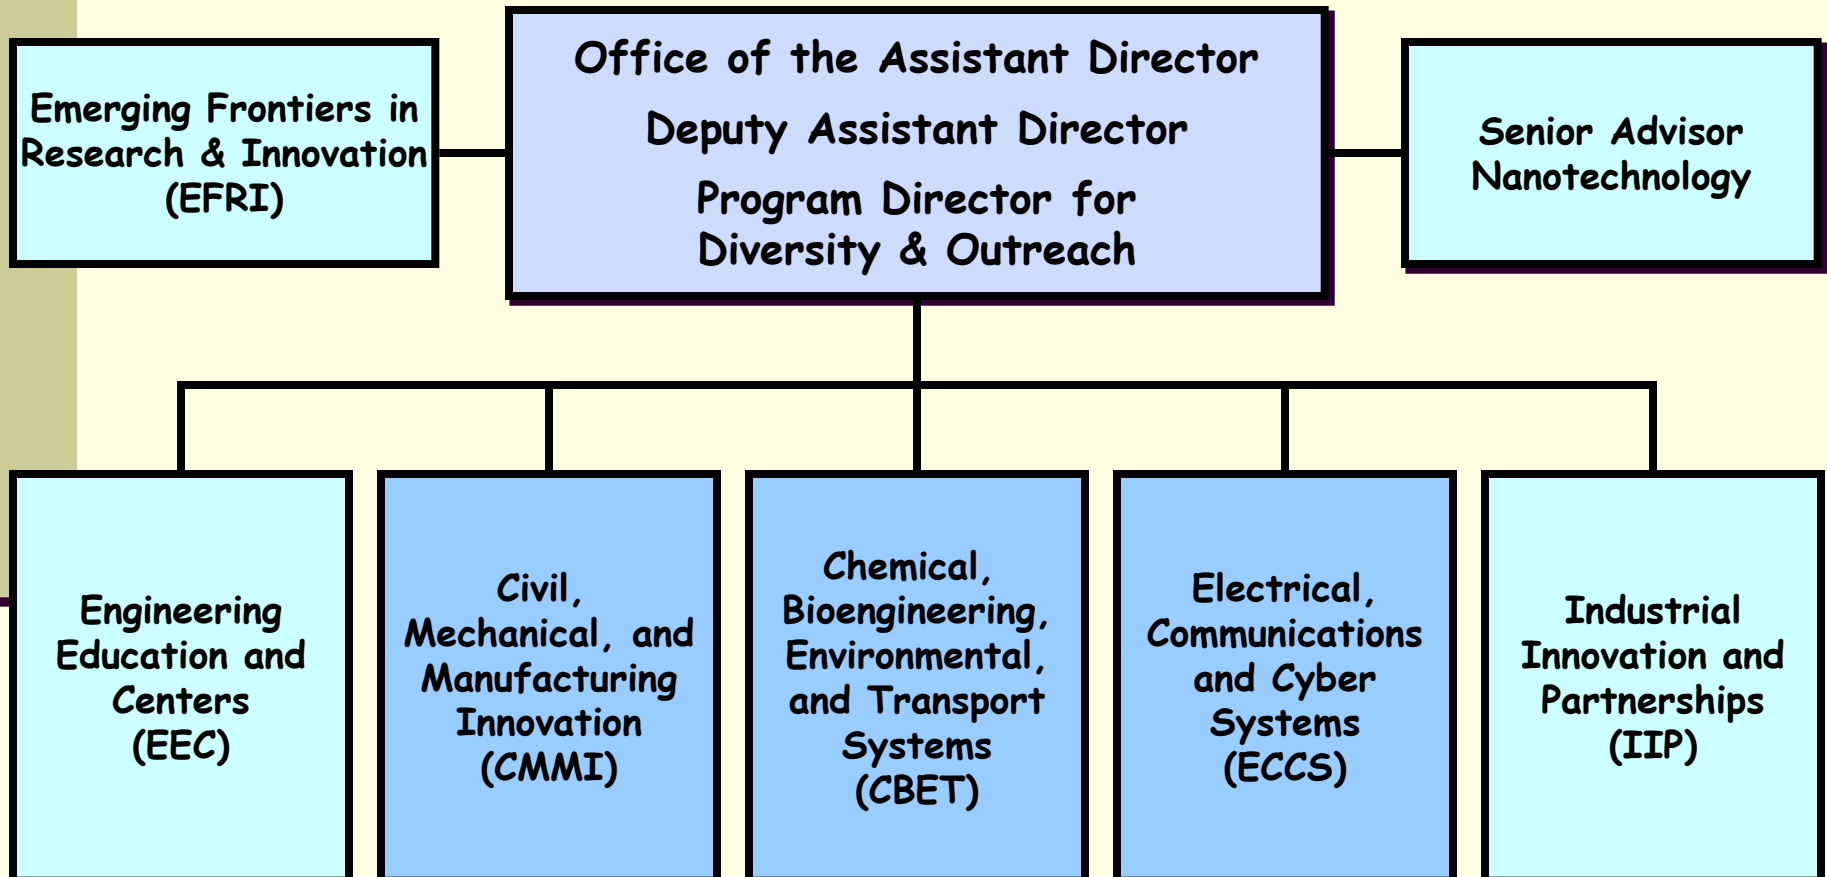 Emerging Frontiers in
Research & Innovation
(EFRI)
Office of the Assistant Director
Deputy Assistant Director
Program Director for
Diversity & Outreach
Senior Advisor
Nanotechnology
Engineering
Education and
Centers
(EEC)
Civil,
Mechanical, and
Manufacturing
Innovation
(CMMI)
Chemical,
Bioengineering,
Environmental,
and Transport
Systems
(CBET)
Electrical,
Communications
and Cyber
Systems
(ECCS)
Industrial
Innovation and
Partnerships
(IIP)